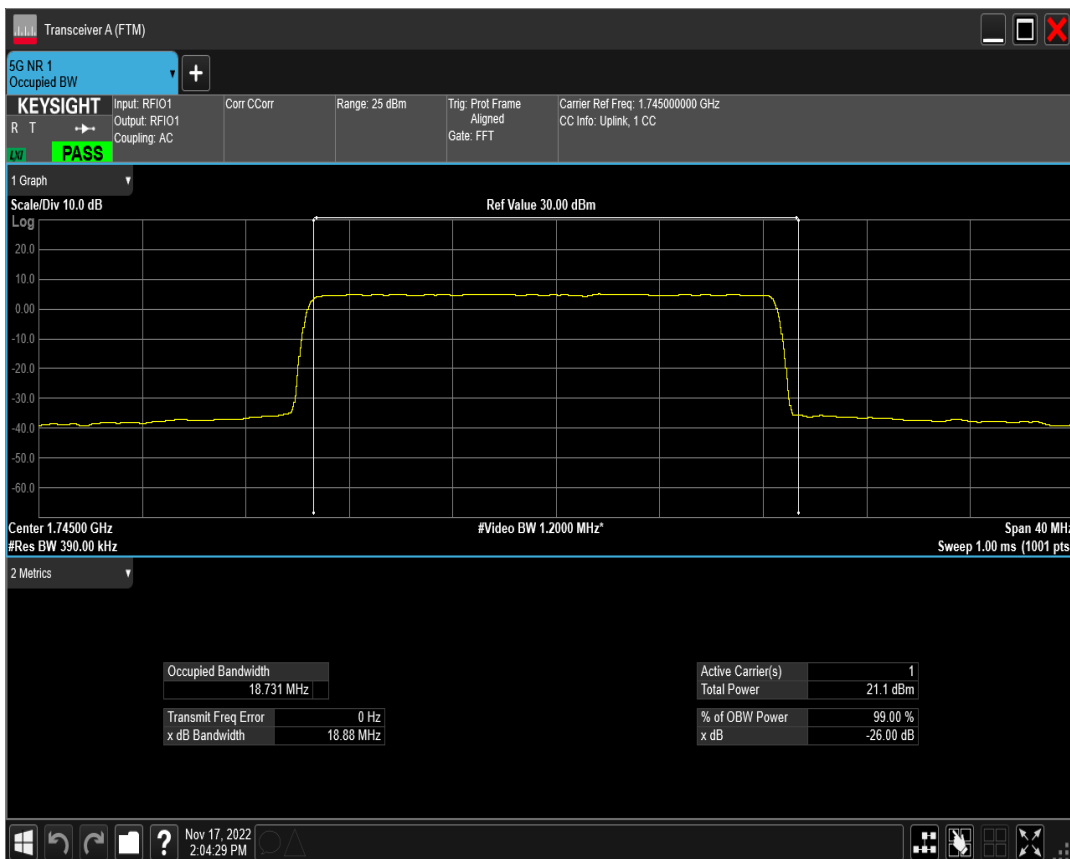 Transceiver A (FTM)
5G NR 1
Occupied BW
+
KEYSIGHT
R T
LXI
PASS
Input: RFIO1
Output: RFIO1
Coupling: AC
Corr CCorr
Range: 25 dBm
Trig: Prot Frame
Aligned
Gate: FFT
Carrier Ref Freq: 1.745000000 GHz
CC Info: Uplink, 1 CC
1 Graph
Scale/Div 10.0 dB
Ref Value 30.00 dBm
Log
20.0
10.0
0.00
-10.0
-20.0
-30.0
-40.0
-50.0
-60.0
Center 1.74500 GHz
#Video BW 1.2000 MHz*
Span 40 MHz
#Res BW 390.00 kHz
Sweep 1.00 ms (1001 pts
2 Metrics
Occupied Bandwidth
18.731 MHz
Transmit Freq Error 0 Hz
x dB Bandwidth 18.88 MHz
Active Carrier(s) 1
Total Power 21.1 dBm
% of OBW Power 99.00 %
x dB -26.00 dB
?
Nov 17, 2022
2:04:29 PM